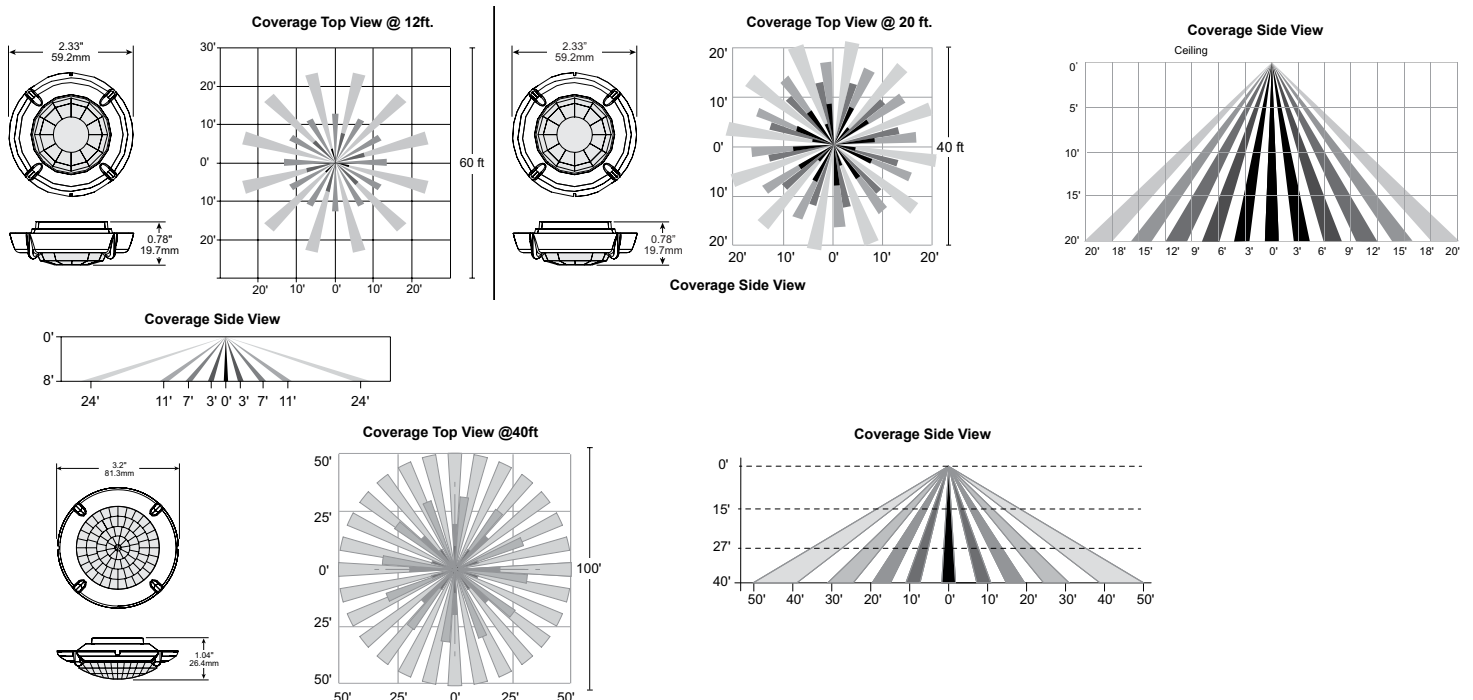 Coverage Top View @ 12ft.
2.33"
59.2mm
30'
20'
10'
0'
10'
20'
60 ft
20' 10' 0' 10' 20'
0.78"
19.7mm
Coverage Top View @ 20 ft.
2.33"
59.2mm
20'
10'
0'
10'
20'
40 ft
20' 10' 0' 10' 20'
0.78"
19.7mm
Coverage Side View
Coverage Side View
Ceiling
0'
5'
10'
15'
20'
20' 18' 15' 12' 9' 6' 3' 0' 3' 6' 9' 12' 15' 18' 20'
Coverage Side View
0'
8'
24' 11' 7' 3' 0' 3' 7' 11' 24'
Coverage Top View @40ft
3.2"
81.3mm
50'
25'
0'
25'
50'
100'
50' 25' 0' 25' 50'
1.04"
26.4mm
Coverage Side View
0'
15'
27'
40'
50' 40' 30' 20' 10' 0' 10' 20' 30' 40' 50'